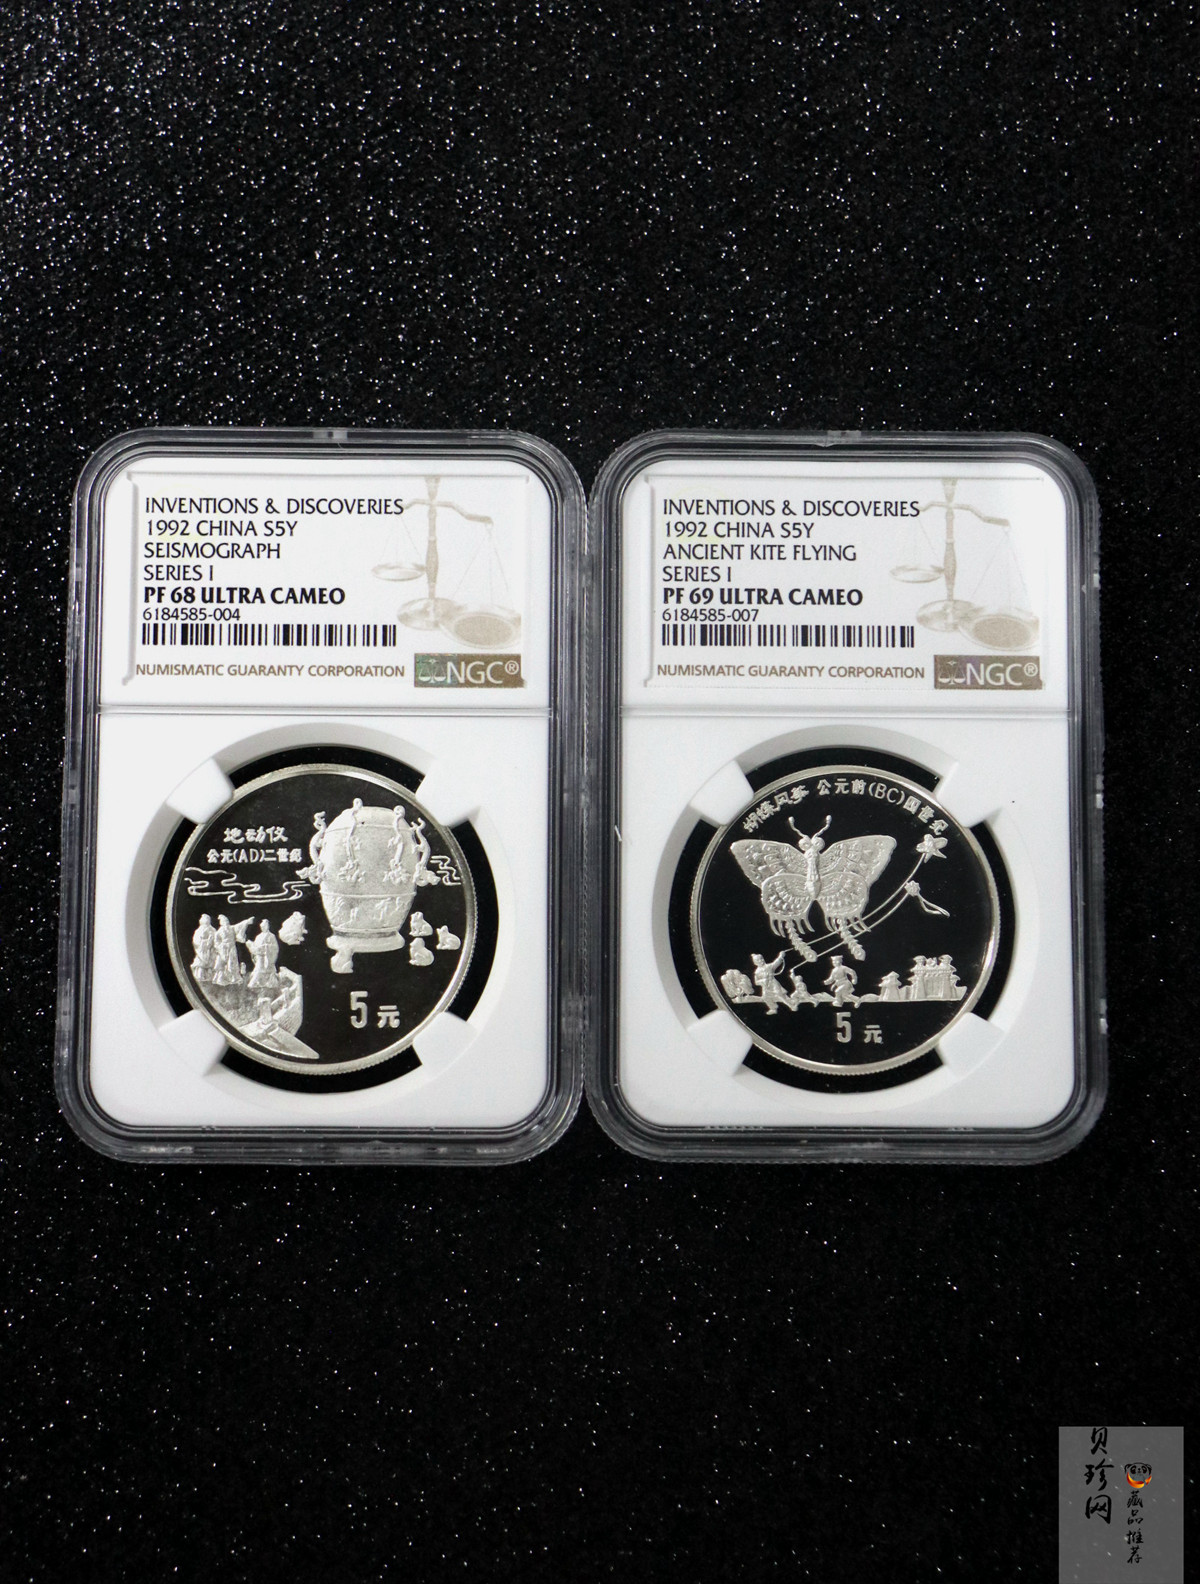 INVENTIONS & DISCOVERIES
1992 CHINA S5Y
SEISMOGRAPH
SERIES I
PF 68 ULTRA CAMEO
6184585-004
NUMISMATIC GUARANTY CORPORATION NGC®
地动仪
公元(AD)二世纪
5元
INVENTIONS & DISCOVERIES
1992 CHINA S5Y
ANCIENT KITE FLYING
SERIES I
PF 69 ULTRA CAMEO
6184585-007
NUMISMATIC GUARANTY CORPORATION NGC®
蝴蝶风筝 公元前(BC)四世纪
5元
贝珍网
藏品推荐